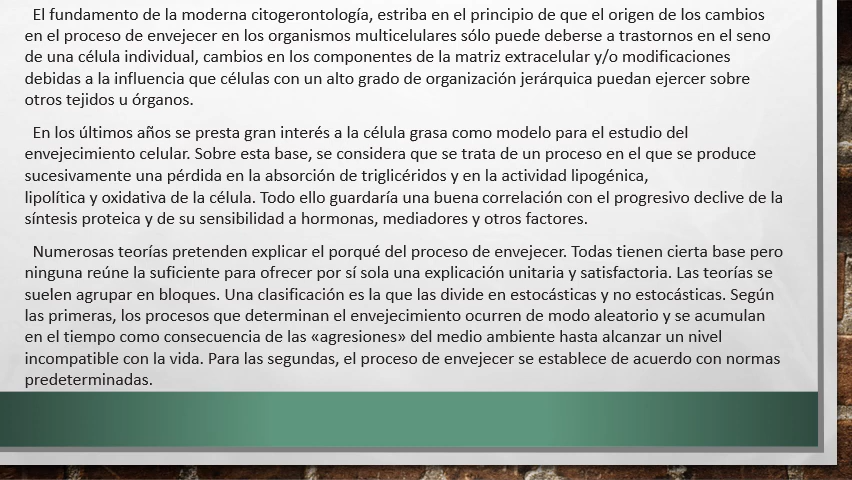 El fundamento de la moderna citogerontología, estriba en el principio de que el origen de los cambios
en el proceso de envejecer en los organismos multicelulares sólo puede deberse a trastornos en el seno
de una célula individual, cambios en los componentes de la matriz extracelular y/o modificaciones
debidas a la influencia que células con un alto grado de organización jerárquica puedan ejercer sobre
otros tejidos u órganos.
En los últimos años se presta gran interés a la célula grasa como modelo para el estudio del
envejecimiento celular. Sobre esta base, se considera que se trata de un proceso en el que se produce
sucesivamente una pérdida en la absorción de triglicéridos y en la actividad lipogénica,
lipolítica y oxidativa de la célula. Todo ello guardaría una buena correlación con el progresivo declive de la
síntesis proteica y de su sensibilidad a hormonas, mediadores y otros factores.
Numerosas teorías pretenden explicar el porqué del proceso de envejecer. Todas tienen cierta base pero
ninguna reúne la suficiente para ofrecer por sí sola una explicación unitaria y satisfactoria. Las teorías se
suelen agrupar en bloques. Una clasificación es la que las divide en estocásticas y no estocásticas. Según
las primeras, los procesos que determinan el envejecimiento ocurren de modo aleatorio y se acumulan
en el tiempo como consecuencia de las «agresiones» del medio ambiente hasta alcanzar un nivel
incompatible con la vida. Para las segundas, el proceso de envejecer se establece de acuerdo con normas
predeterminadas.